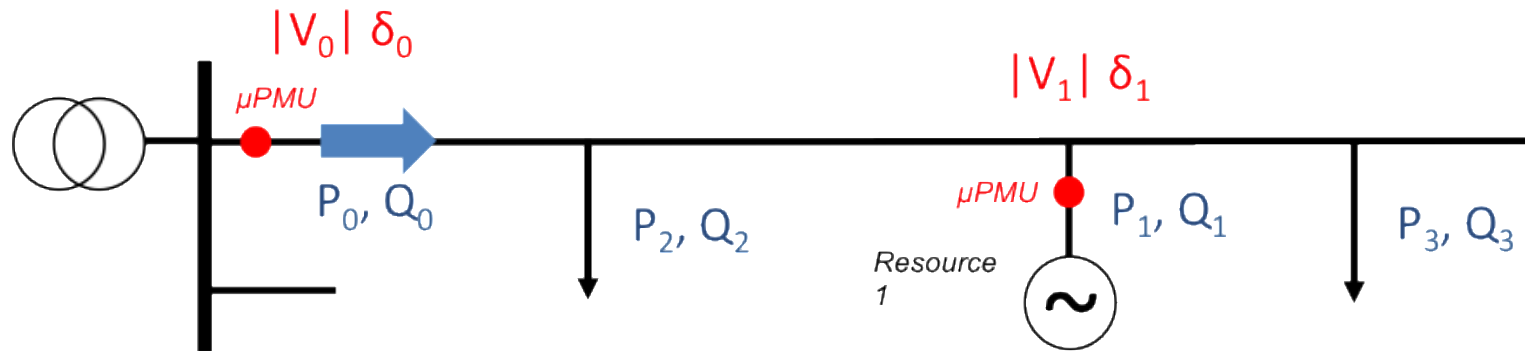 |V₀| δ₀
|V₁| δ₁
μPMU
P₀, Q₀
P₂, Q₂
μPMU
P₁, Q₁
P₃, Q₃
Resource
1
~